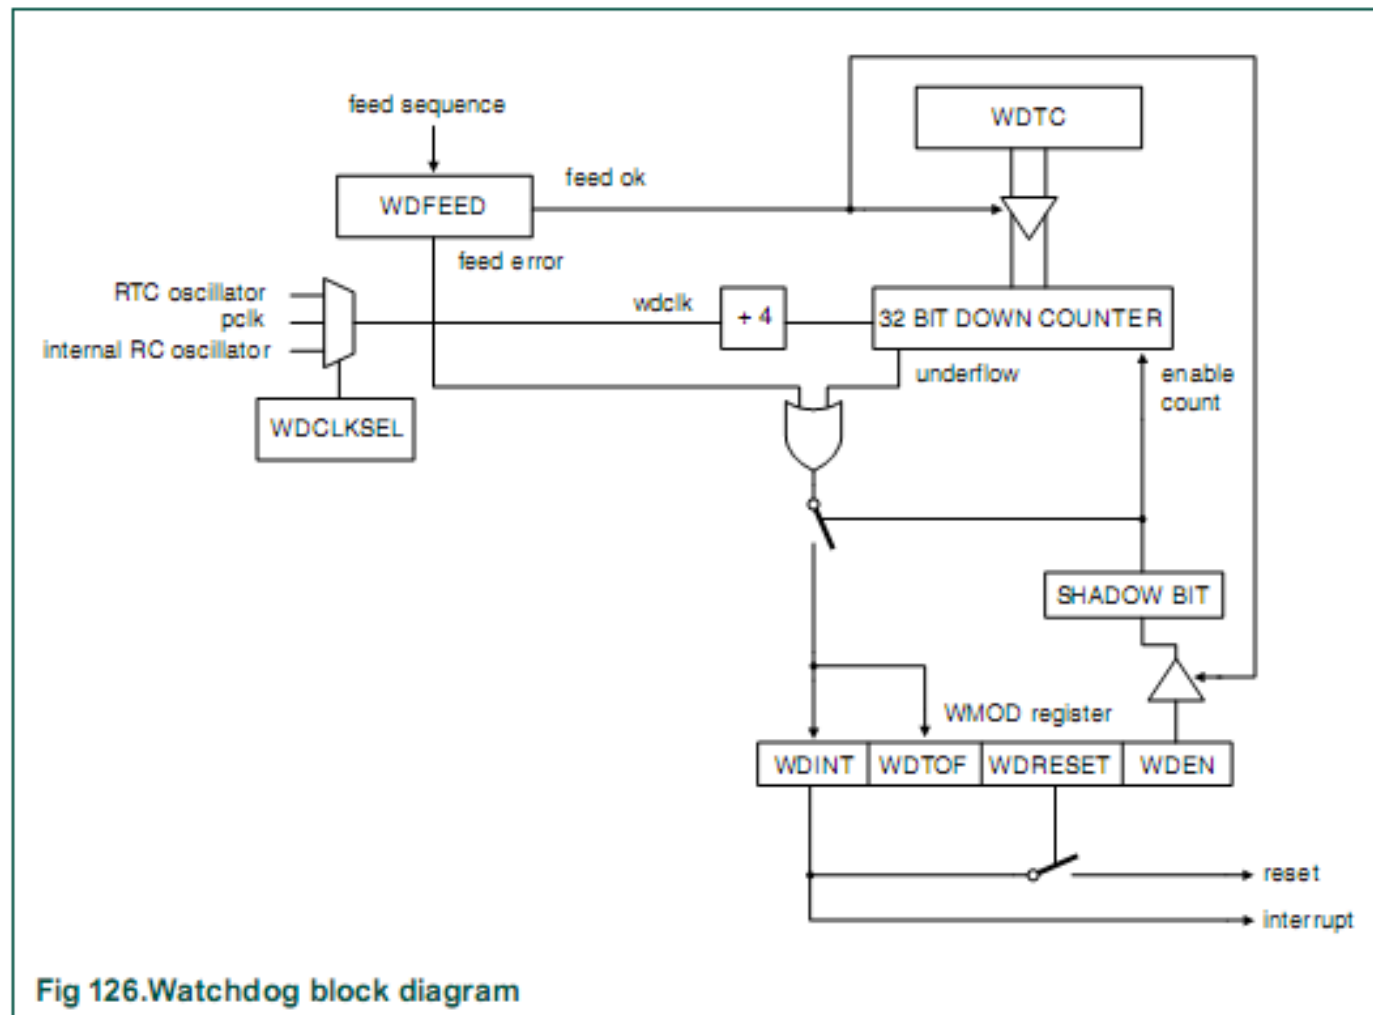 feed sequence
WDTC
feed ok
WDFEED
feed error
RTC oscillator
pclk
internal RC oscillator
wdclk
+ 4
32 BIT DOWN COUNTER
underflow
enable
count
WDCLKSEL
SHADOW BIT
WMOD register
WDINT
WDTOF
WDRESET
WDEN
reset
interrupt
Fig 126.Watchdog block diagram